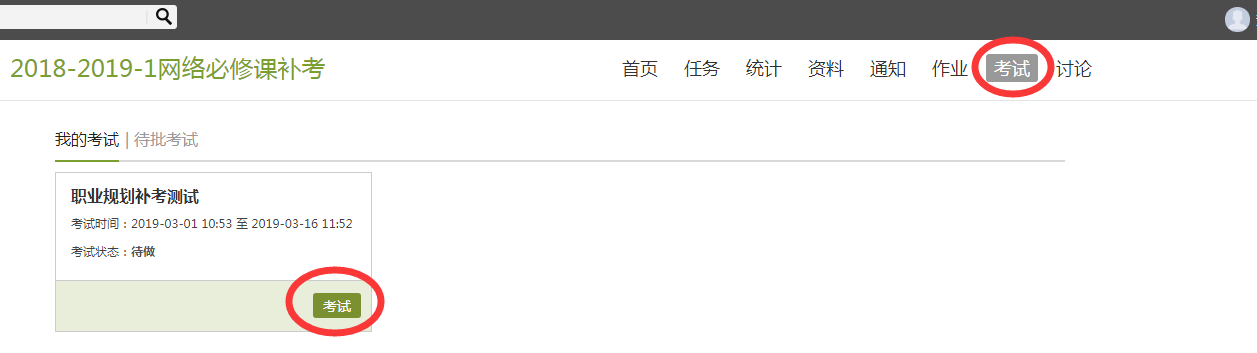 2018-2019-1网络必修课补考
首页 任务 统计 资料 通知 作业 考试 讨论
我的考试 | 待批考试
职业规划补考测试
考试时间：2019-03-01 10:53 至 2019-03-16 11:52
考试状态：待做
考试